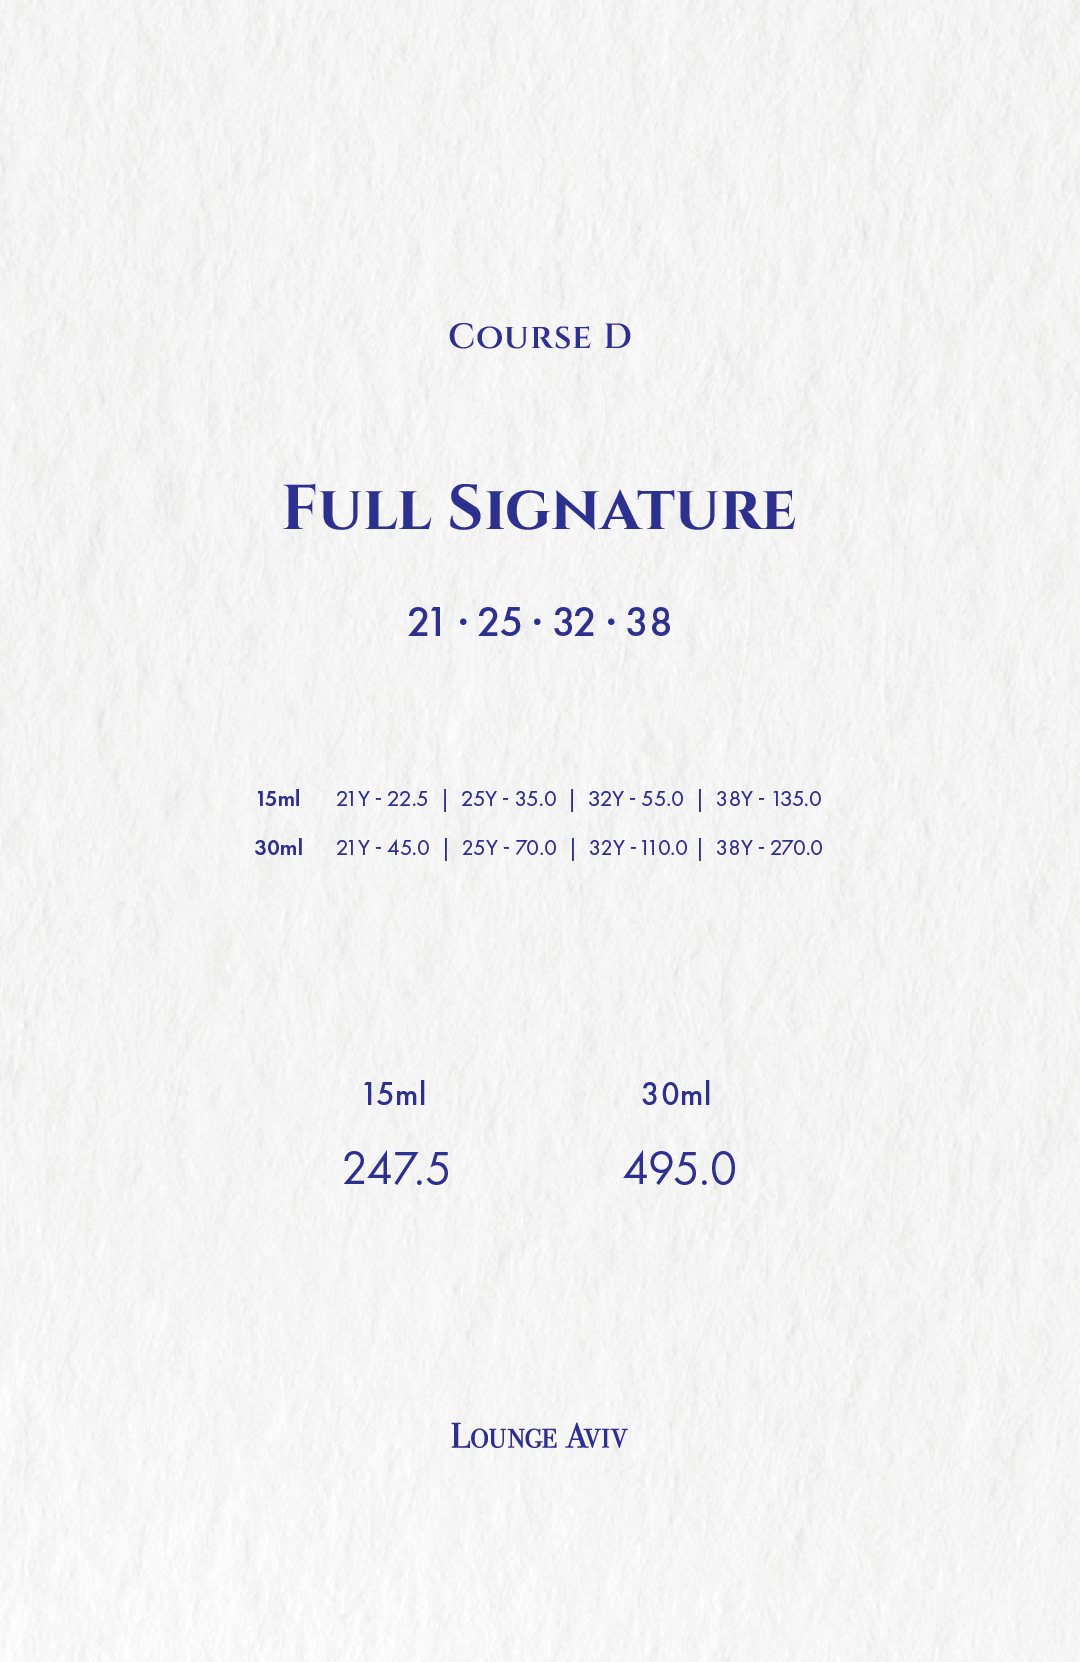 Course D
Full Signature
21 · 25 · 32 · 38
15ml 21Y - 22.5 | 25Y - 35.0 | 32Y - 55.0 | 38Y - 135.0
30ml 21Y - 45.0 | 25Y - 70.0 | 32Y - 110.0 | 38Y - 270.0
15ml 30ml
247.5 495.0
Lounge Aviv